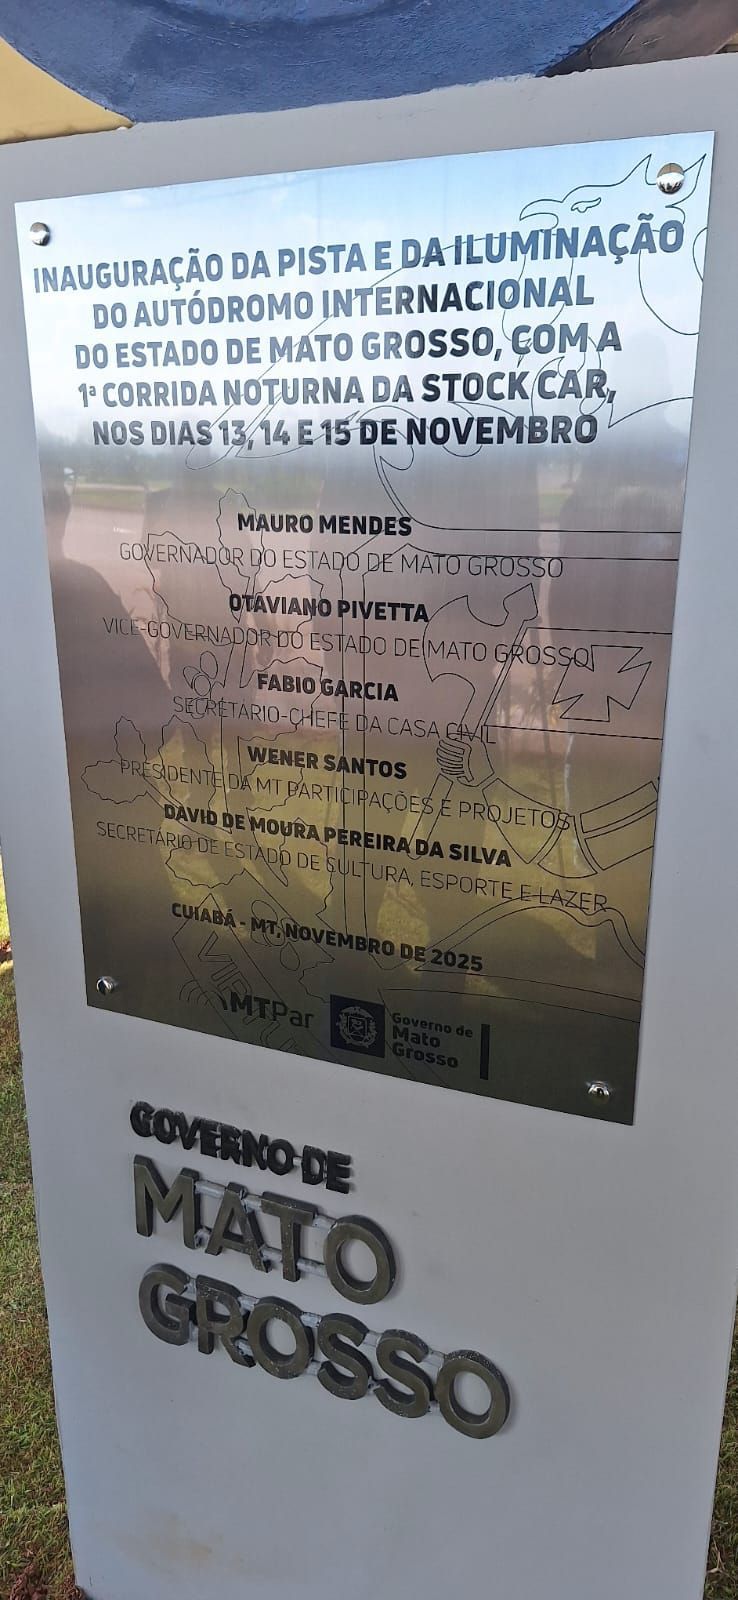 INAUGURAÇÃO DA PISTA E DA ILUMINAÇÃO
DO AUTÓDROMO INTERNACIONAL
DO ESTADO DE MATO GROSSO, COM A
1ª CORRIDA NOTURNA DA STOCK CAR,
NOS DIAS 13, 14 E 15 DE NOVEMBRO
MAURO MENDES
GOVERNADOR DO ESTADO DE MATO GROSSO
OTAVIANO PIVETTA
VICE-GOVERNADOR DO ESTADO DE MATO GROSSO
FABIO GARCIA
SECRETÁRIO-CHEFE DA CASA CIVIL
WENER SANTOS
PRESIDENTE DA MT PARTICIPAÇÕES E PROJETOS
DAVID DE MOURA PEREIRA DA SILVA
SECRETÁRIO DE ESTADO DE CULTURA, ESPORTE E LAZER
CUIABÁ - MT, NOVEMBRO DE 2025
MTPar
Governo de
Mato
Grosso
GOVERNO DE
MATO
GROSSO